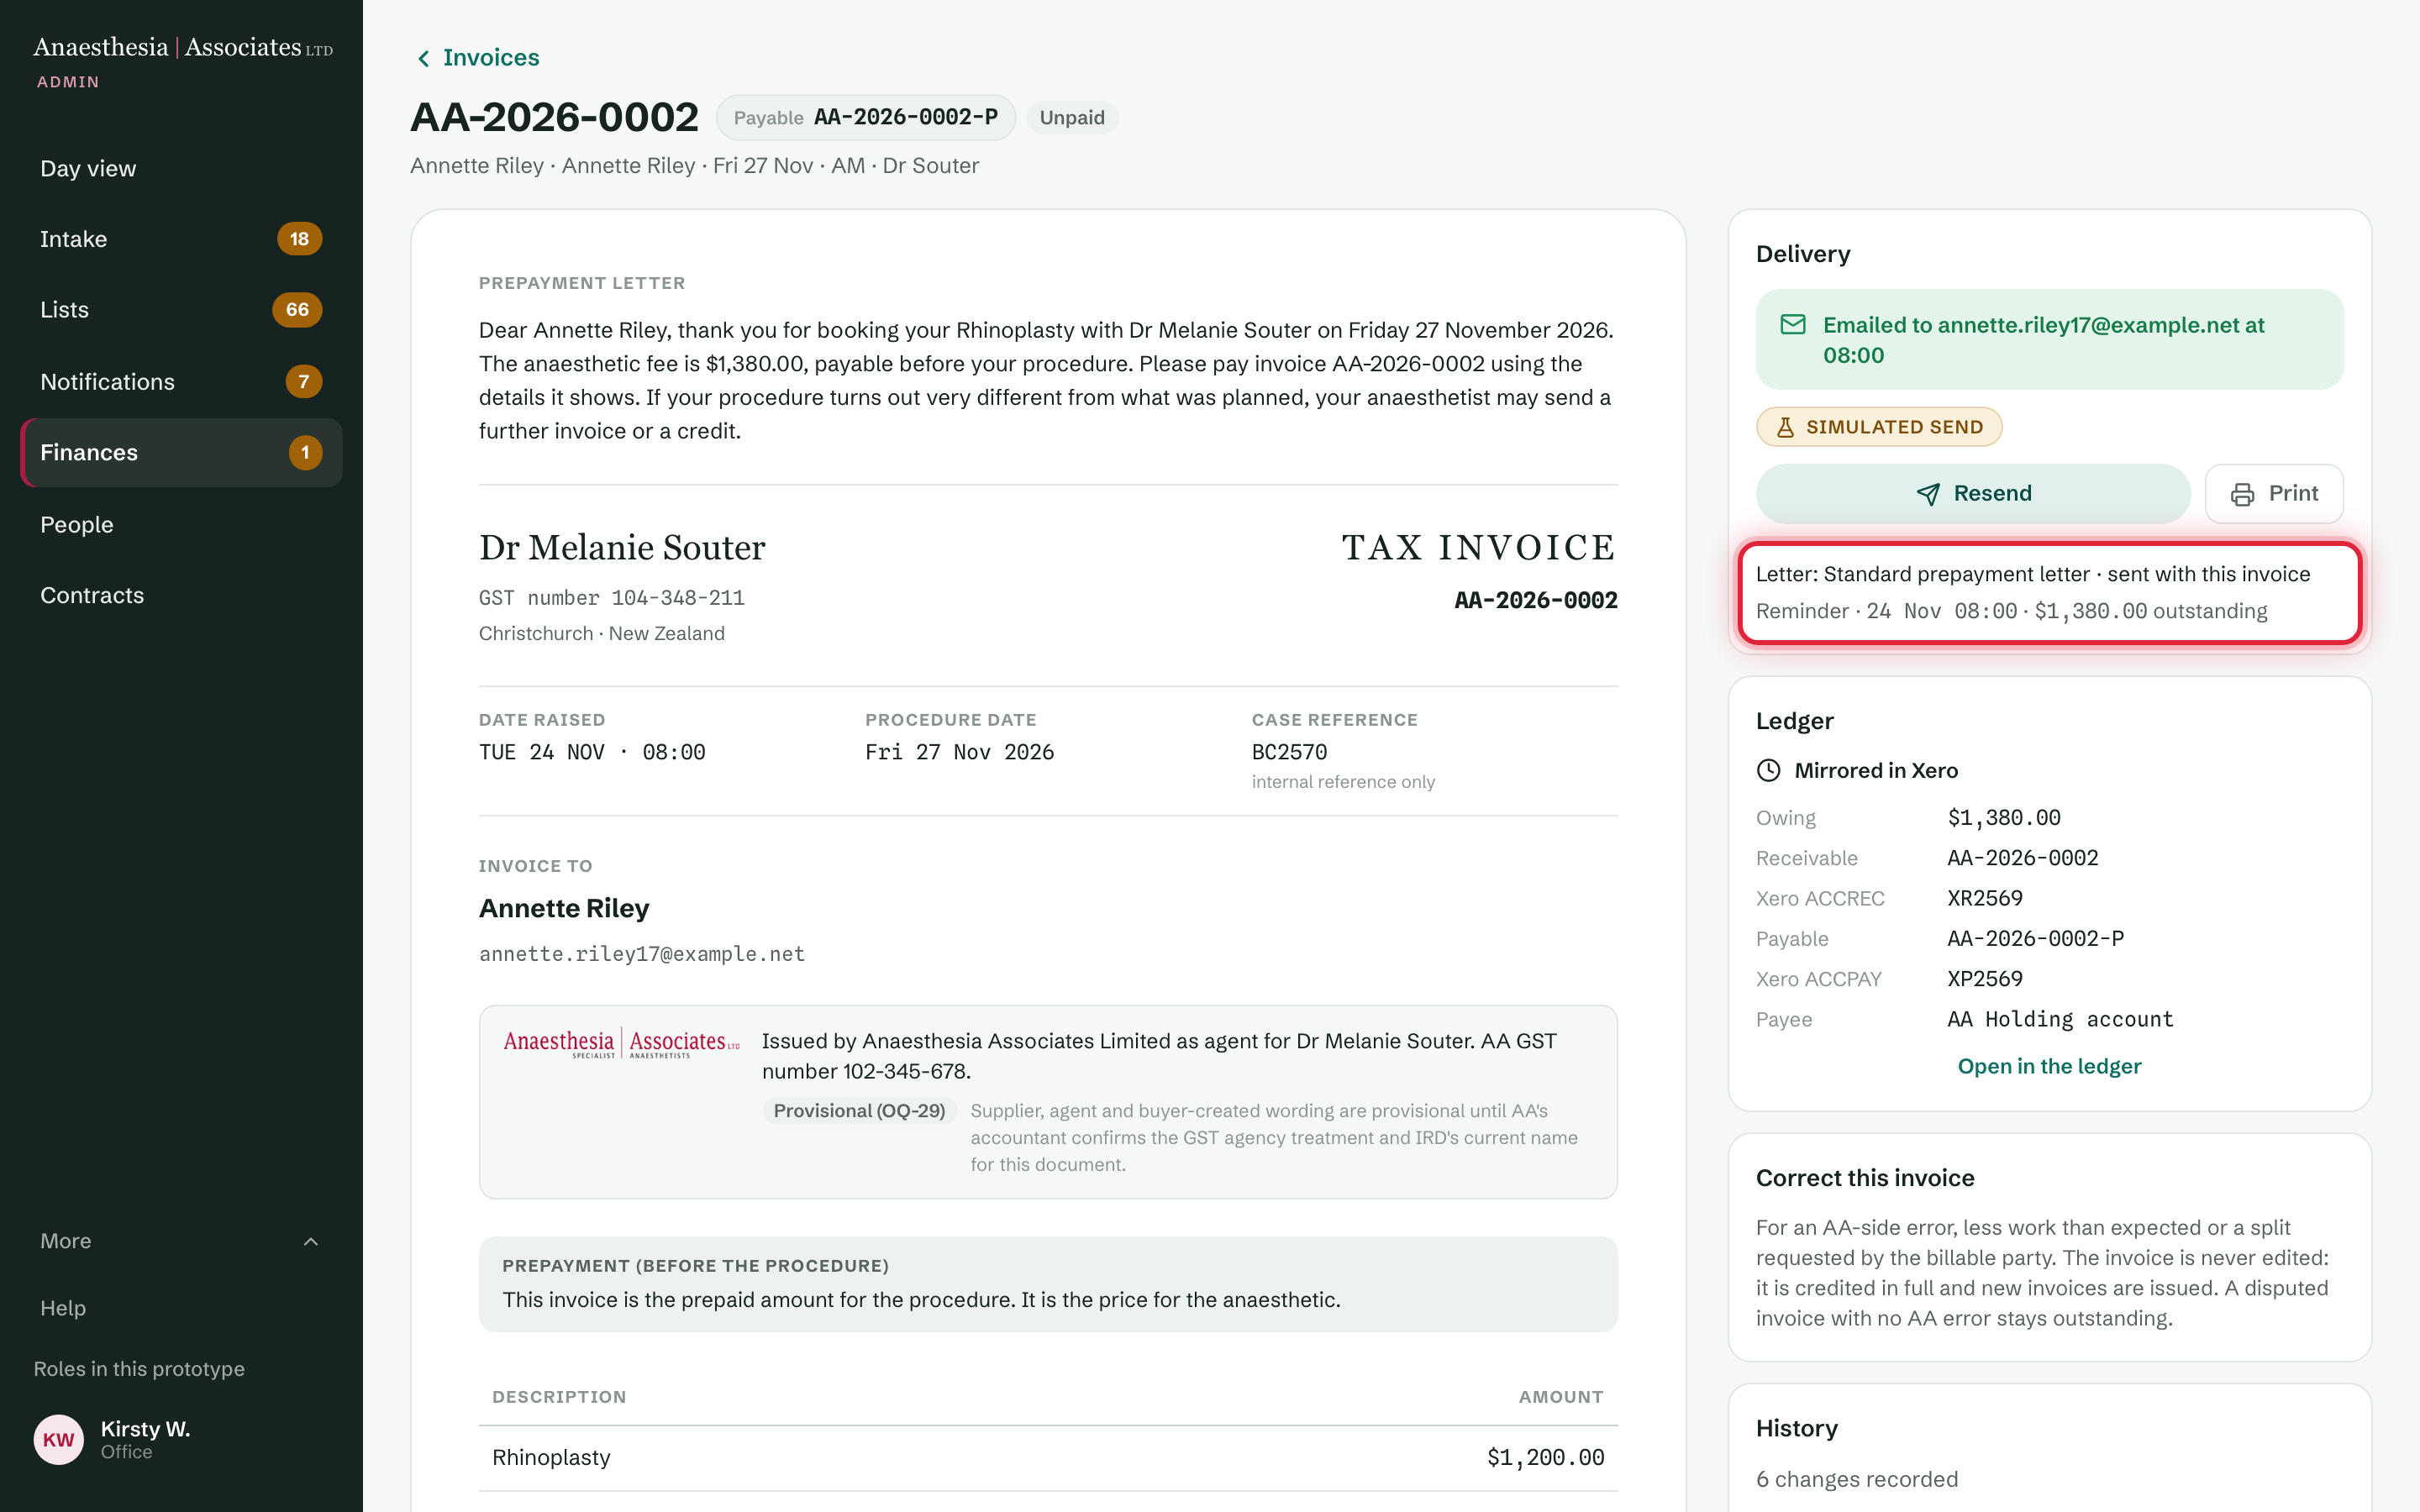 Anaesthesia | Associates LTD
ADMIN
Day view
Intake 18
Lists 66
Notifications 7
Finances 1
People
Contracts
More
Help
Roles in this prototype
KW
Kirsty W.
Office
Invoices
AA-2026-0002 Payable AA-2026-0002-P Unpaid
Annette Riley · Annette Riley · Fri 27 Nov · AM · Dr Souter
PREPAYMENT LETTER
Dear Annette Riley, thank you for booking your Rhinoplasty with Dr Melanie Souter on Friday 27 November 2026.
The anaesthetic fee is $1,380.00, payable before your procedure. Please pay invoice AA-2026-0002 using the
details it shows. If your procedure turns out very different from what was planned, your anaesthetist may send a
further invoice or a credit.
Dr Melanie Souter
GST number 104-348-211
Christchurch · New Zealand
TAX INVOICE
AA-2026-0002
DATE RAISED
TUE 24 NOV · 08:00
PROCEDURE DATE
Fri 27 Nov 2026
CASE REFERENCE
BC2570
internal reference only
INVOICE TO
Annette Riley
annette.riley17@example.net
Anaesthesia | Associates LTD
SPECIALIST ANAESTHETISTS
Issued by Anaesthesia Associates Limited as agent for Dr Melanie Souter. AA GST
number 102-345-678.
Provisional (OQ-29)
Supplier, agent and buyer-created wording are provisional until AA's
accountant confirms the GST agency treatment and IRD's current name
for this document.
PREPAYMENT (BEFORE THE PROCEDURE)
This invoice is the prepaid amount for the procedure. It is the price for the anaesthetic.
DESCRIPTION AMOUNT
Rhinoplasty $1,200.00
Delivery
Emailed to annette.riley17@example.net at
08:00
SIMULATED SEND
Resend
Print
Letter: Standard prepayment letter · sent with this invoice
Reminder · 24 Nov 08:00 · $1,380.00 outstanding
Ledger
Mirrored in Xero
Owing $1,380.00
Receivable AA-2026-0002
Xero ACCREC XR2569
Payable AA-2026-0002-P
Xero ACCPAY XP2569
Payee AA Holding account
Open in the ledger
Correct this invoice
For an AA-side error, less work than expected or a split
requested by the billable party. The invoice is never edited:
it is credited in full and new invoices are issued. A disputed
invoice with no AA error stays outstanding.
History
6 changes recorded